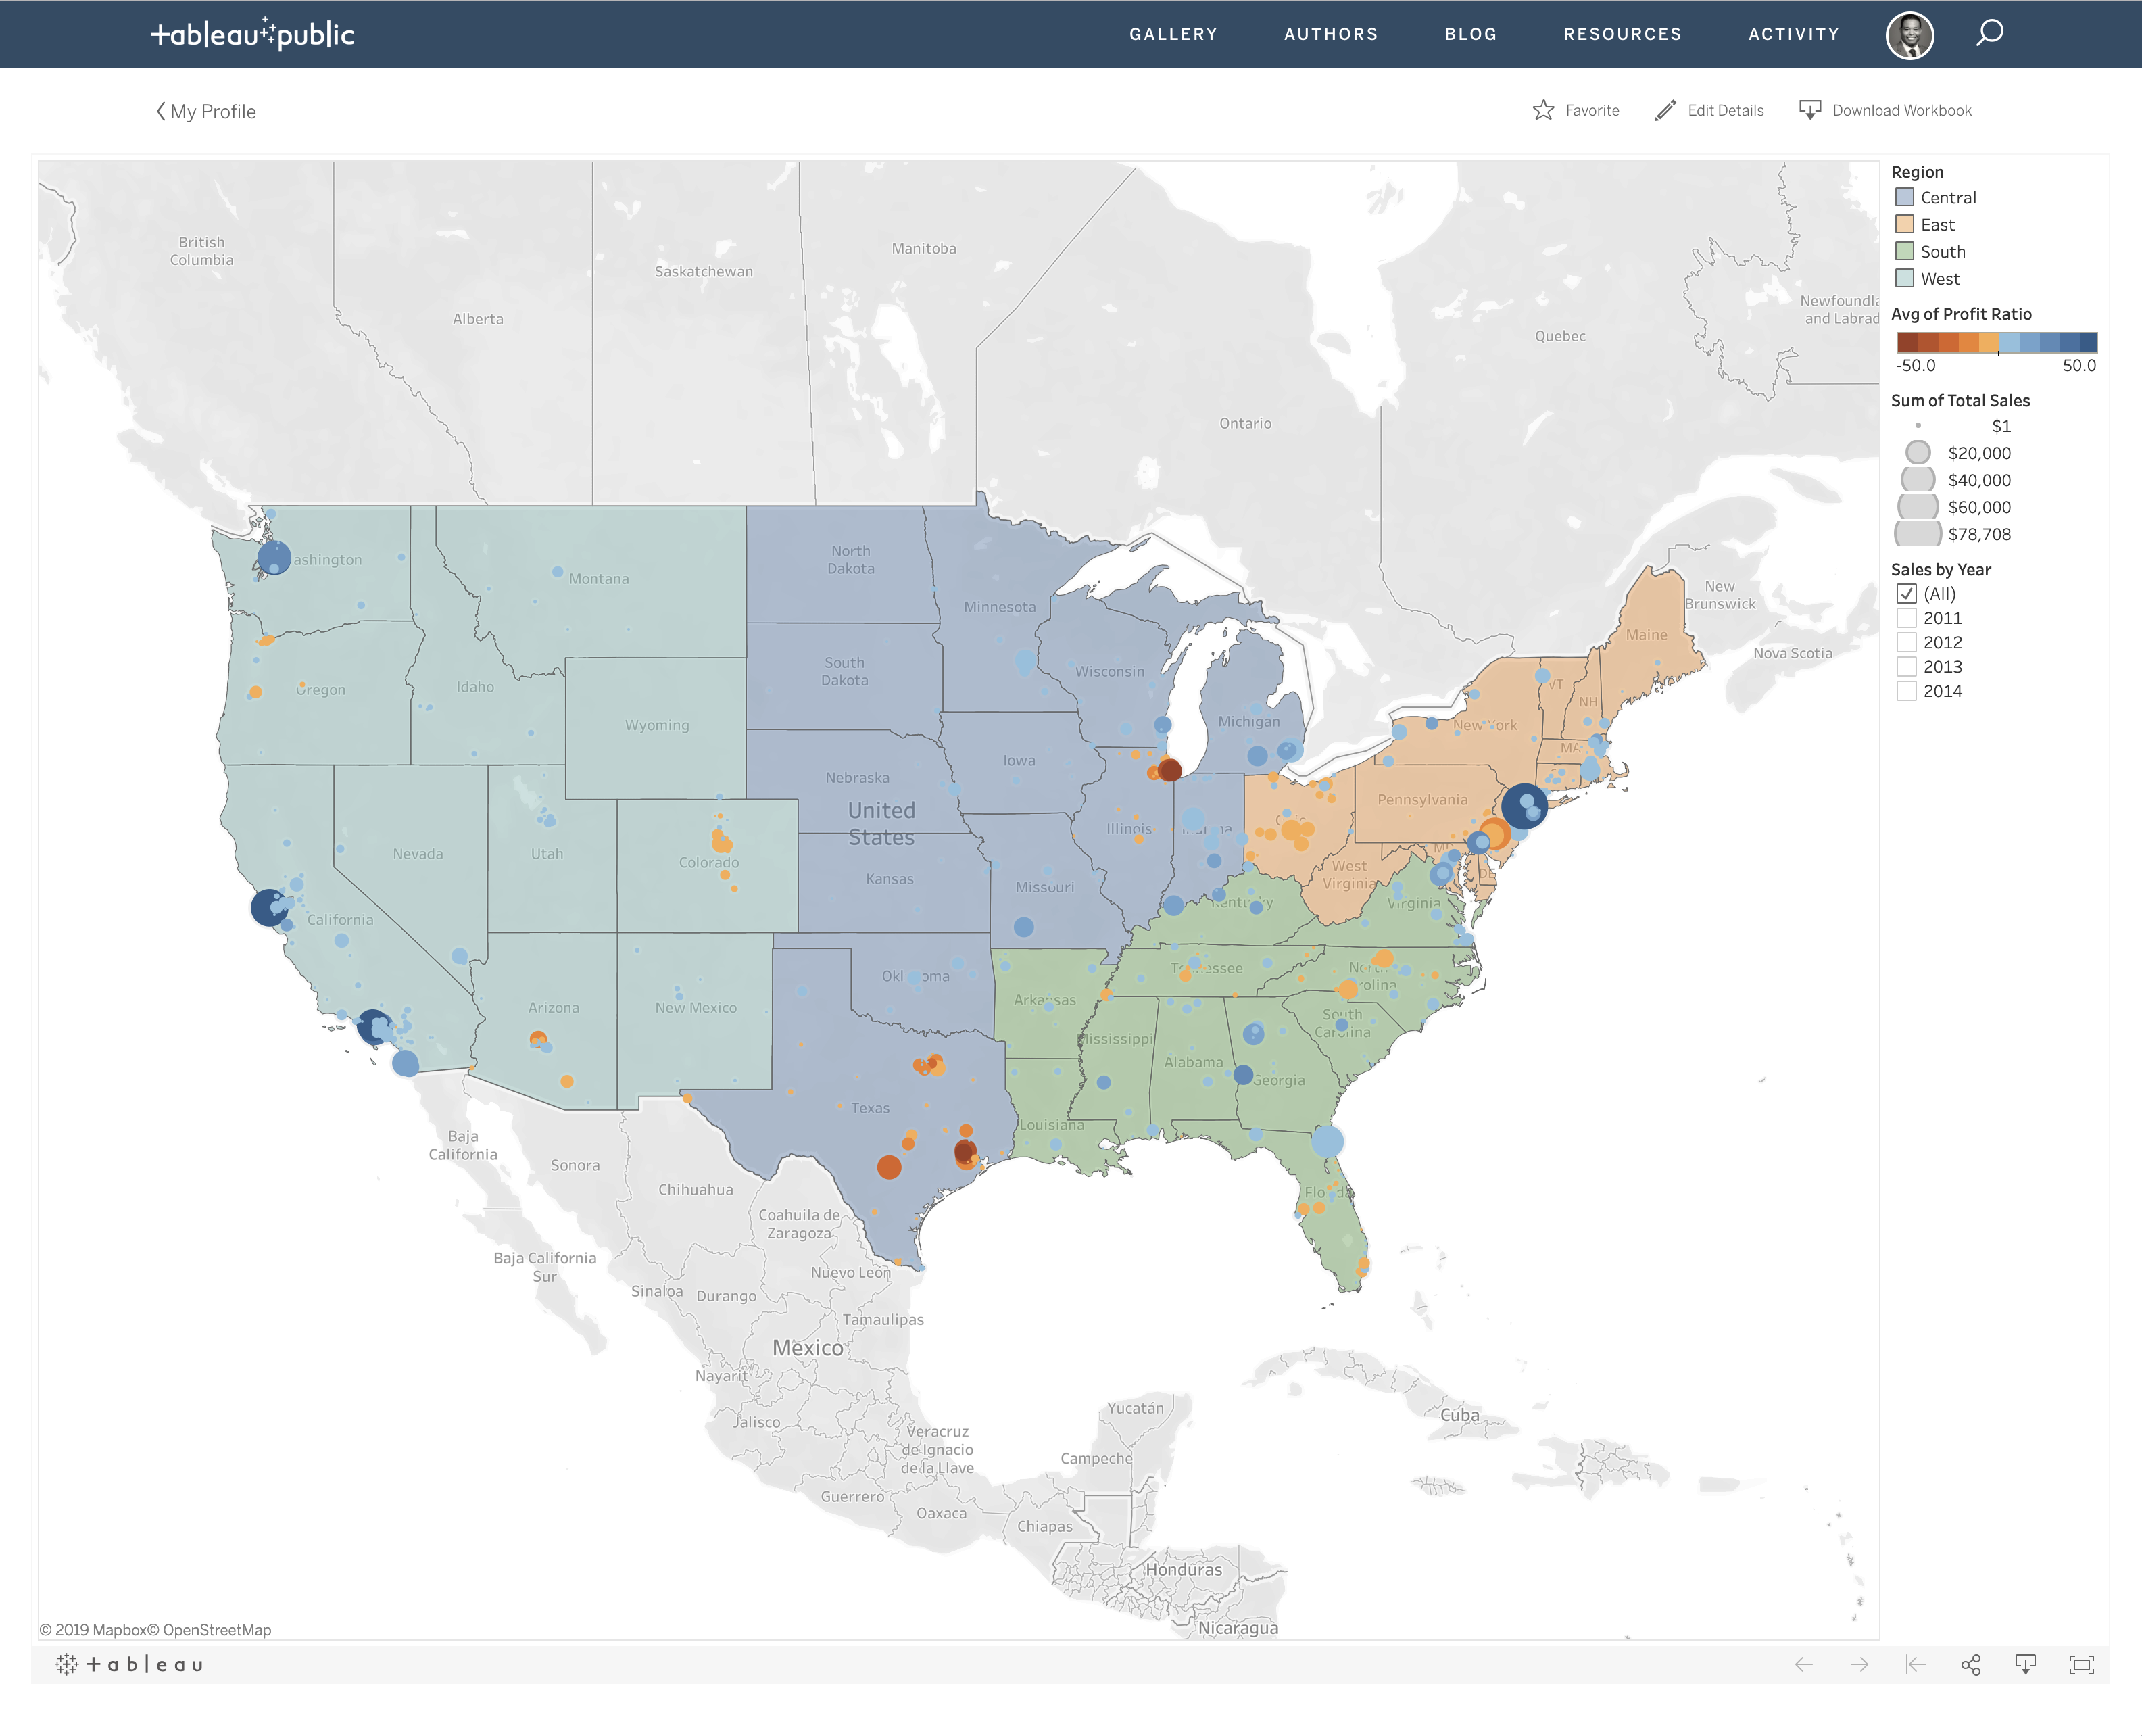 tableau public
GALLERY
AUTHORS
BLOG
RESOURCES
ACTIVITY
My Profile
Favorite
Edit Details
Download Workbook
Region
Central
East
South
West
Avg of Profit Ratio
-50.0
50.0
Sum of Total Sales
$1
$20,000
$40,000
$60,000
$78,708
Sales by Year
(All)
2011
2012
2013
2014
British
Columbia
Alberta
Saskatchewan
Manitoba
Ontario
Quebec
Newfoundla
and Labrad
New
Brunswick
Nova Scotia
ashington
Montana
North
Dakota
Minnesota
Maine
Oregon
Idaho
South
Dakota
Wisconsin
Michigan
VT
NH
New York
MA
Wyoming
Iowa
Nebraska
United
States
Pennsylvania
Nevada
Utah
Colorado
Kansas
Missouri
Illinois
West
Virginia
MD
DE
California
Kentucky
Virginia
Arizona
New Mexico
Arkansas
South
Carolina
Mississippi
Alabama
Georgia
Texas
Louisiana
Baja
California
Sonora
Chihuahua
Coahuila de
Zaragoza
Baja California
Sur
Nuevo León
Sinaloa
Durango
Tamaulipas
Mexico
Nayarit
Jalisco
Yucatán
Cuba
Veracruz
de Ignacio
de la Llave
Campeche
Guerrero
Oaxaca
Chiapas
Honduras
Nicaragua
© 2019 Mapbox© OpenStreetMap
tableau